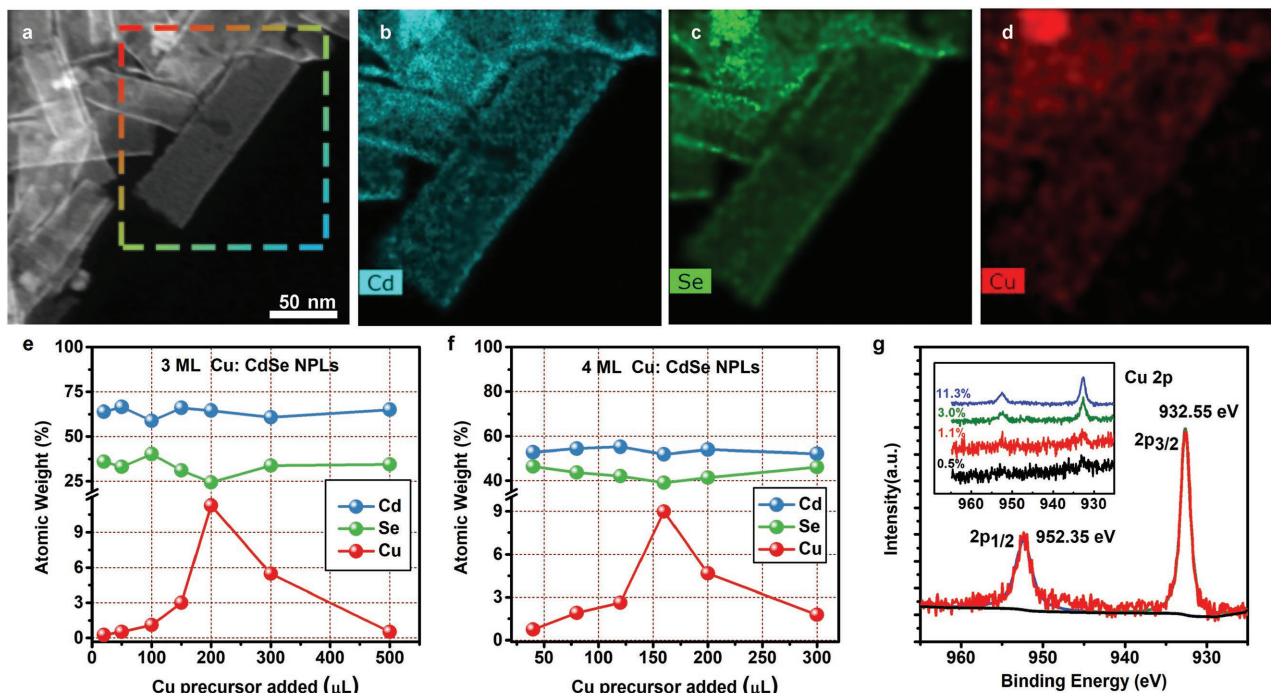 a
50 nm
b
Cd
c
Se
d
Cu
e
3 ML Cu: CdSe NPLs
Atomic Weight (%)
100
75
50
25
9
6
3
0
Cd
Se
Cu
0 100 200 300 400 500
Cu precursor added (μL)
f
4 ML Cu: CdSe NPLs
Atomic Weight (%)
100
80
60
40
9
6
3
0
Cd
Se
Cu
50 100 150 200 250 300
Cu precursor added (μL)
g
Cu 2p
11.3%
3.0%
1.1%
0.5%
960 950 940 930
932.55 eV
2p3/2
2p1/2 952.35 eV
Intensity(a.u.)
960 950 940 930
Binding Energy (eV)